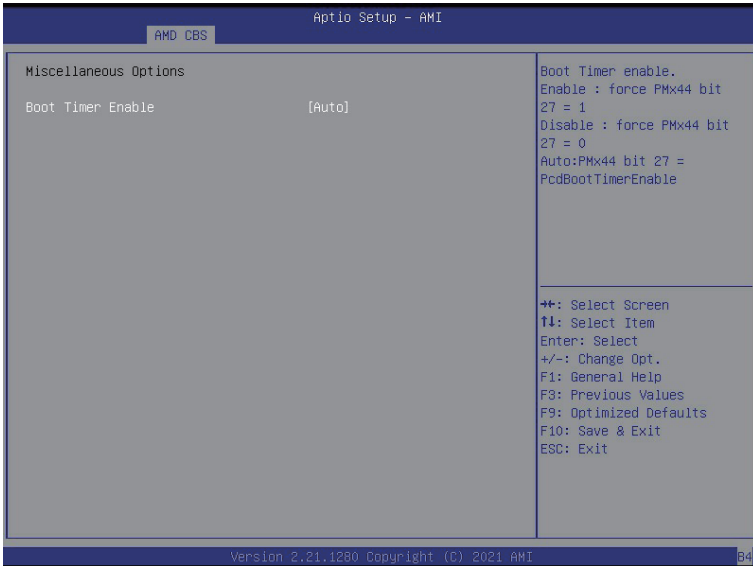 Aptio Setup – AMI
AMD CBS
Miscellaneous Options
Boot Timer Enable [Auto]
Boot Timer enable.
Enable : force PMx44 bit
27 = 1
Disable : force PMx44 bit
27 = 0
Auto:PMx44 bit 27 =
PcdBootTimerEnable
→←: Select Screen
↑↓: Select Item
Enter: Select
+/-: Change Opt.
F1: General Help
F3: Previous Values
F9: Optimized Defaults
F10: Save & Exit
ESC: Exit
Version 2.21.1280 Copyright (C) 2021 AMI
B4